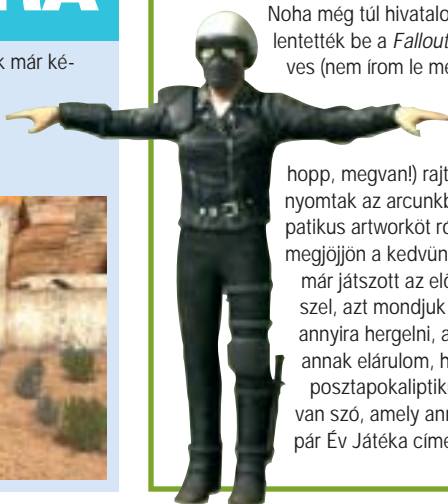 RA
k már ké-
Noha még túl hivatalo
lentették be a Fallout
ves (nem írom le me
hopp, megvan!) rajt
nyomtak az arcunkb
patikus artworköt ró
megjöjjön a kedvün
már játszott az elő
szel, azt mondjuk
annyira hergelni, a
annak elárulom, h
posztapokaliptik
van szó, amely ann
pár Év Játéka címe